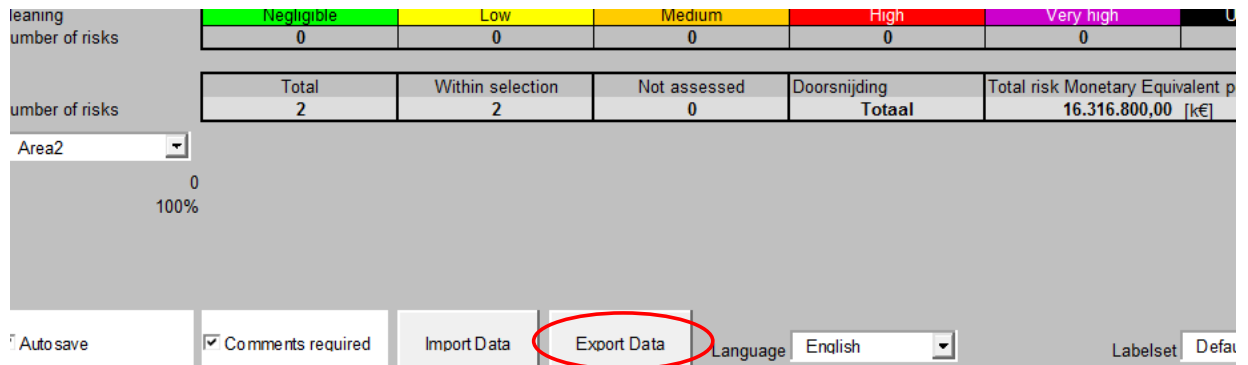 Negligible Low Medium High Very high
umber of risks 0 0 0 0 0
Total Within selection Not assessed Doorsnijding Total risk Monetary Equivalent p
umber of risks 2 2 0 Totaal 16.316.800,00 [k€]
Area2
0
100%
Autosave Comments required Import Data Export Data Language English Labelset Defau